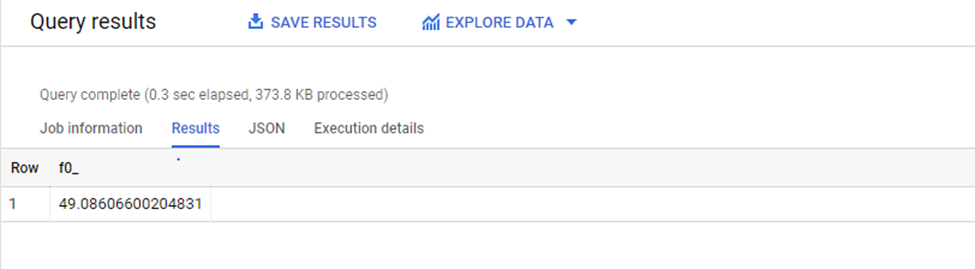 Query results SAVE RESULTS EXPLORE DATA
Query complete (0.3 sec elapsed, 373.8 KB processed)
Job information Results JSON Execution details
Row f0_
1 49.08606600204831